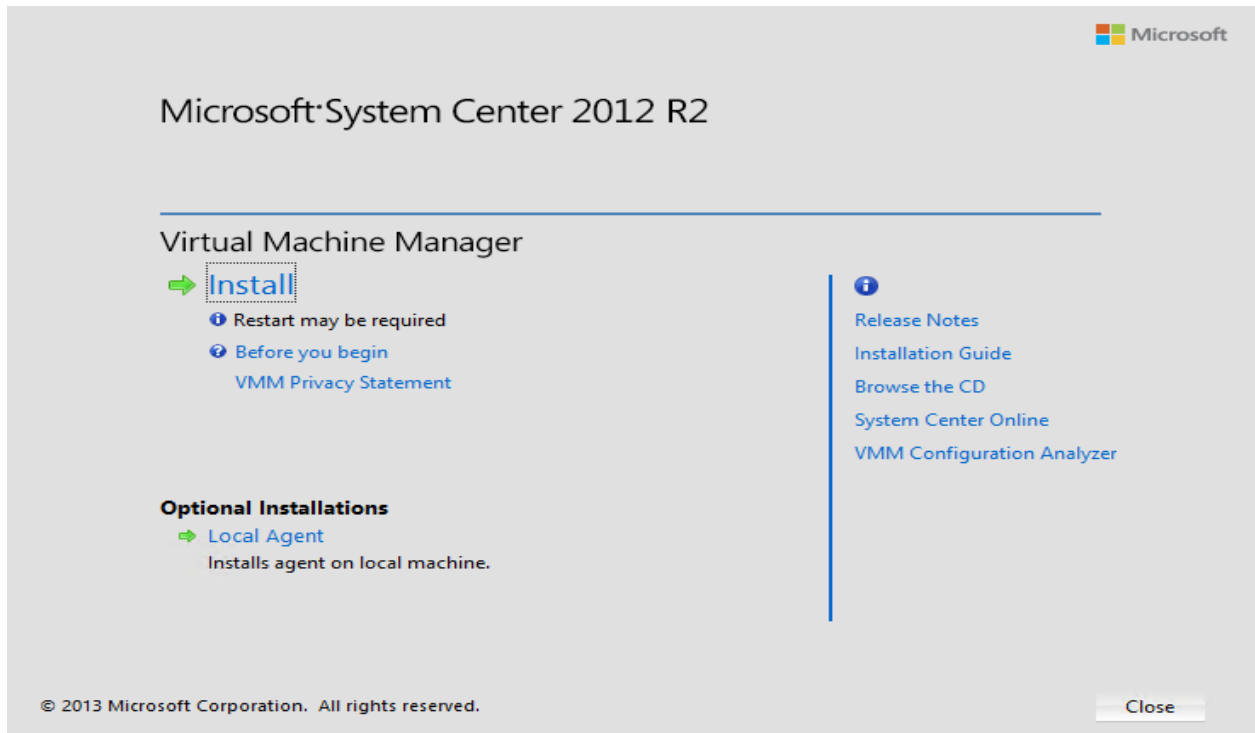 Microsoft
Microsoft·System Center 2012 R2
Virtual Machine Manager
Install
Restart may be required
Before you begin
VMM Privacy Statement
Optional Installations
Local Agent
Installs agent on local machine.
Release Notes
Installation Guide
Browse the CD
System Center Online
VMM Configuration Analyzer
© 2013 Microsoft Corporation. All rights reserved.
Close